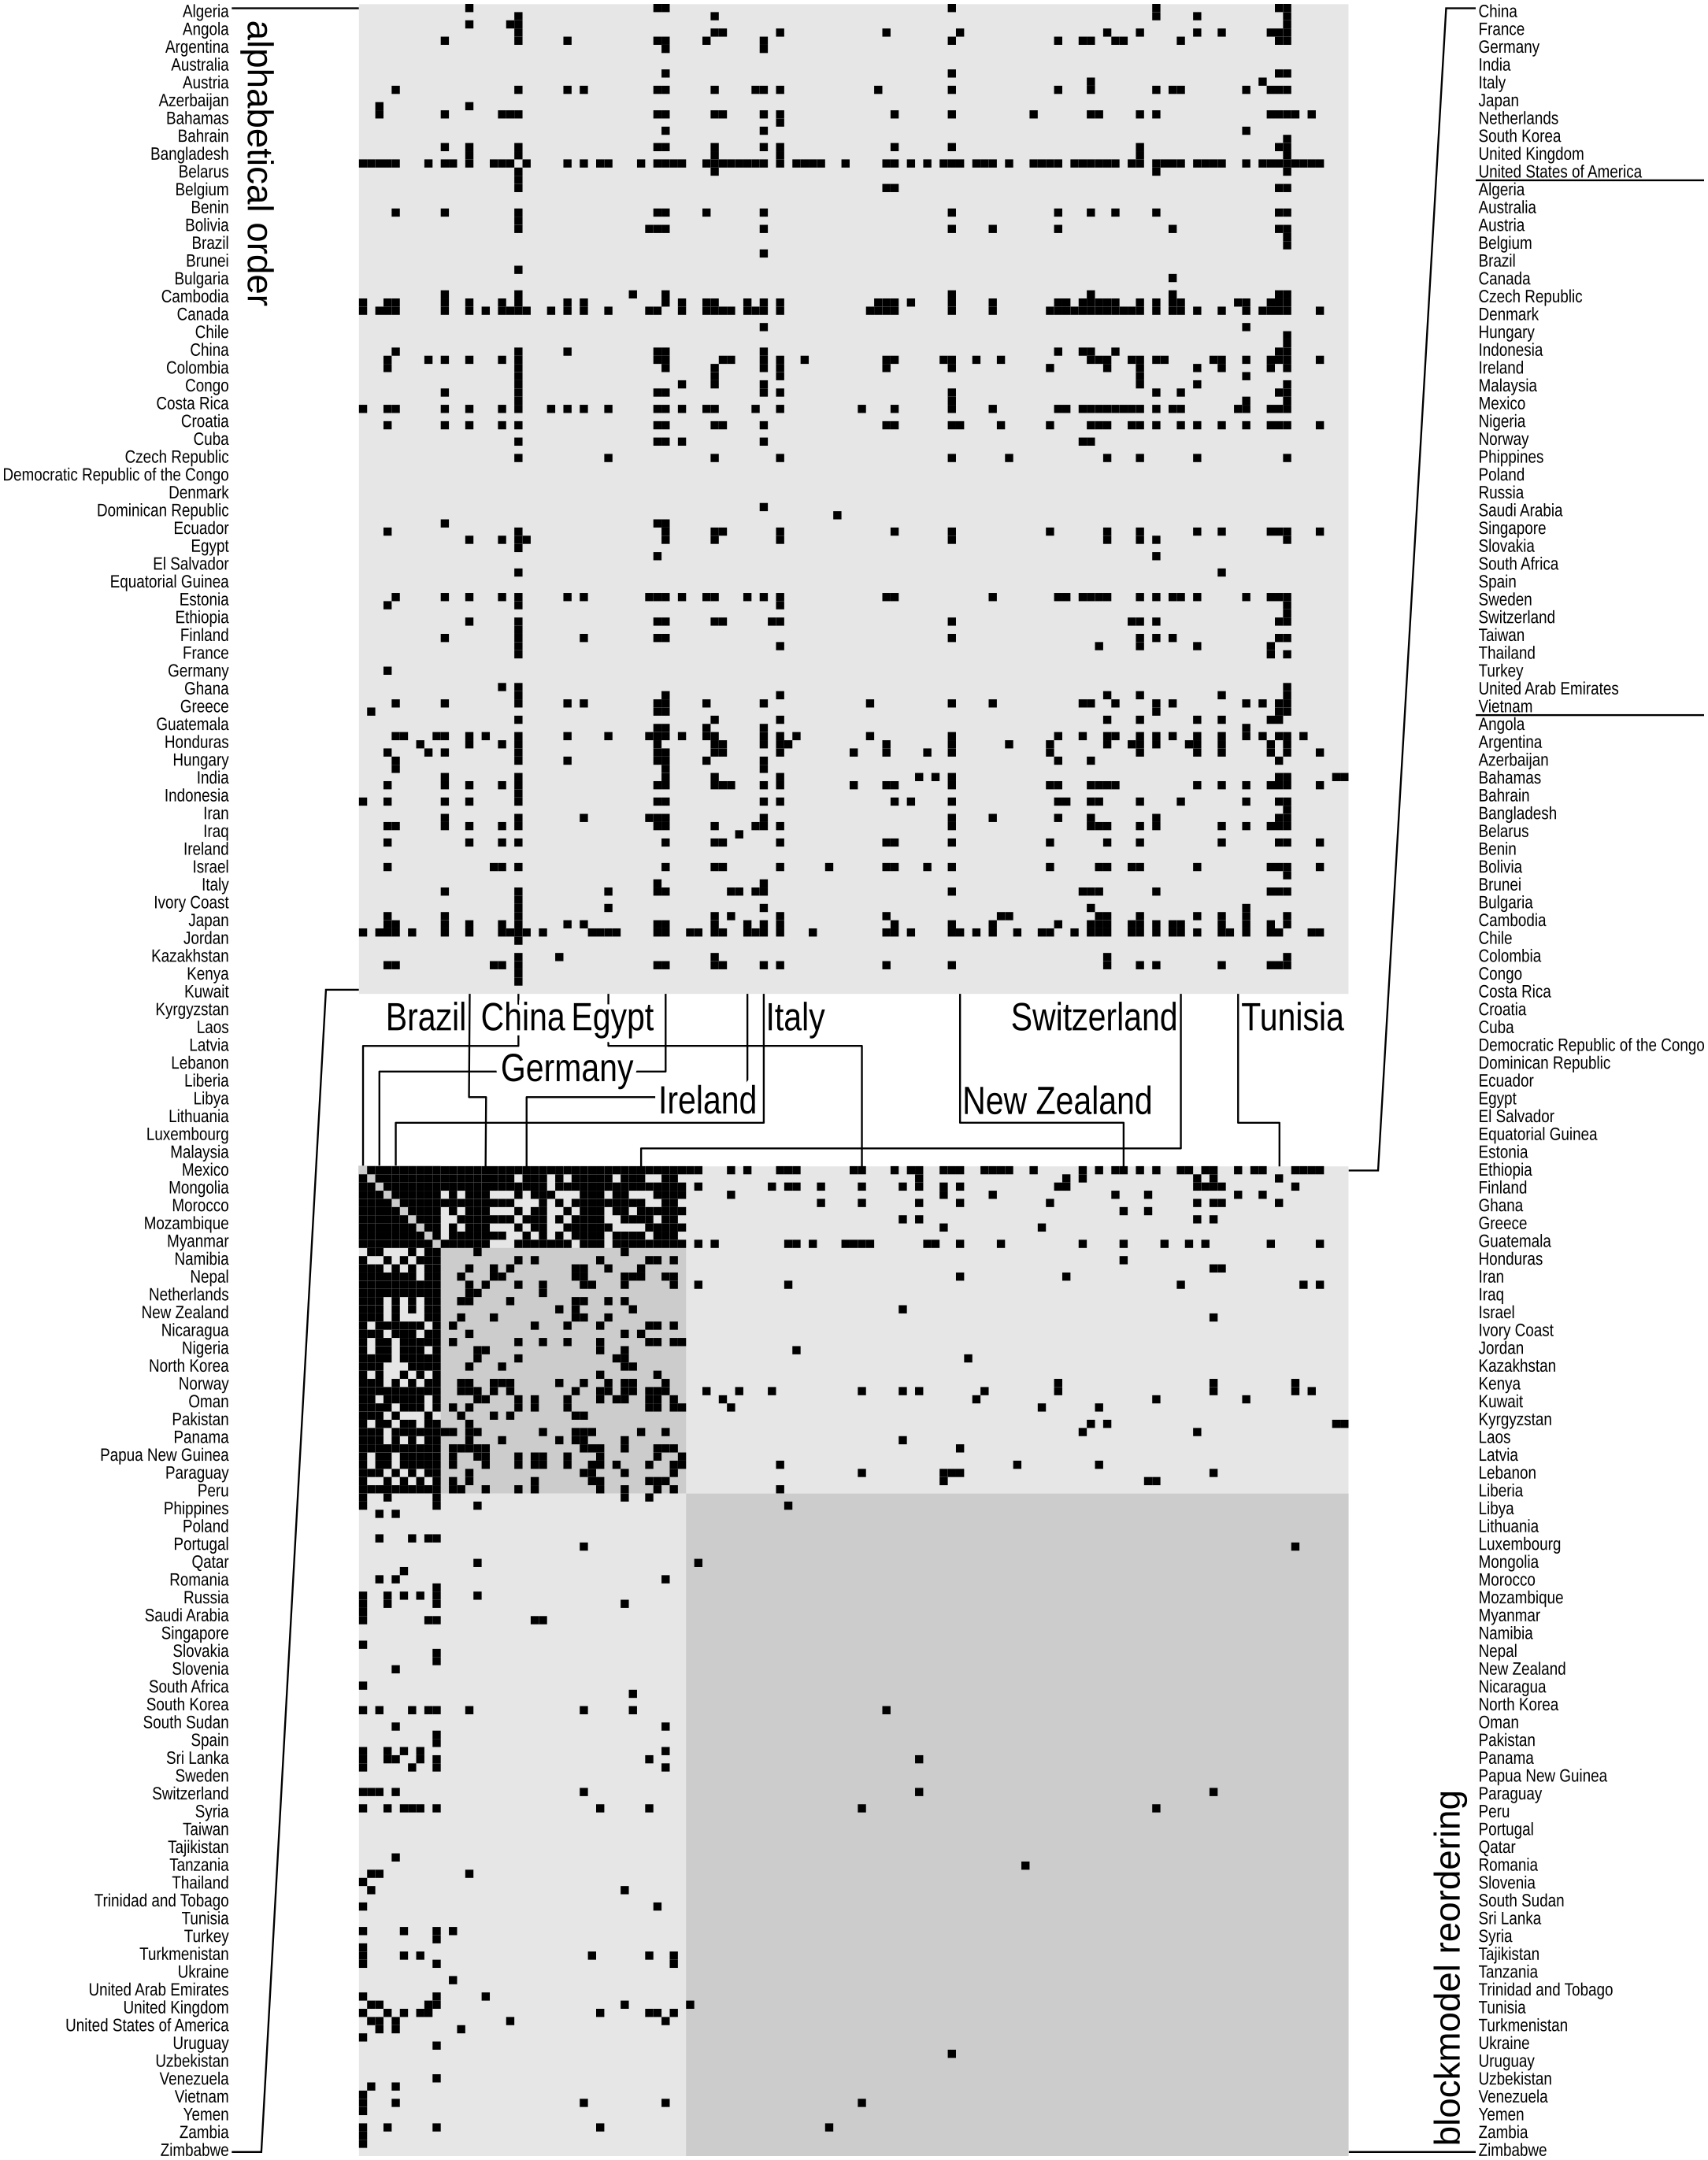 Algeria
Angola
Argentina
Australia
Austria
Azerbaijan
Bahamas
Bahrain
Bangladesh
Belarus
Belgium
Benin
Bolivia
Brazil
Brunei
Bulgaria
Cambodia
Canada
Chile
China
Colombia
Congo
Costa Rica
Croatia
Cuba
Czech Republic
Democratic Republic of the Congo
Denmark
Dominican Republic
Ecuador
Egypt
El Salvador
Equatorial Guinea
Estonia
Ethiopia
Finland
France
Germany
Ghana
Greece
Guatemala
Honduras
Hungary
India
Indonesia
Iran
Iraq
Ireland
Israel
Italy
Ivory Coast
Japan
Jordan
Kazakhstan
Kenya
Kuwait
Kyrgyzstan
Laos
Latvia
Lebanon
Liberia
Libya
Lithuania
Luxembourg
Malaysia
Mexico
Mongolia
Morocco
Mozambique
Myanmar
Namibia
Nepal
Netherlands
New Zealand
Nicaragua
Nigeria
North Korea
Norway
Oman
Pakistan
Panama
Papua New Guinea
Paraguay
Peru
Phippines
Poland
Portugal
Qatar
Romania
Russia
Saudi Arabia
Singapore
Slovakia
Slovenia
South Africa
South Korea
South Sudan
Spain
Sri Lanka
Sweden
Switzerland
Syria
Taiwan
Tajikistan
Tanzania
Thailand
Trinidad and Tobago
Tunisia
Turkey
Turkmenistan
Ukraine
United Arab Emirates
United Kingdom
United States of America
Uruguay
Uzbekistan
Venezuela
Vietnam
Yemen
Zambia
Zimbabwe
alphabetical order
Brazil China Egypt Italy Switzerland Tunisia
Germany
Ireland New Zealand
blockmodel reordering
China
France
Germany
India
Italy
Japan
Netherlands
South Korea
United Kingdom
United States of America
Algeria
Australia
Austria
Belgium
Brazil
Canada
Czech Republic
Denmark
Hungary
Indonesia
Ireland
Malaysia
Mexico
Nigeria
Norway
Phippines
Poland
Russia
Saudi Arabia
Singapore
Slovakia
South Africa
Spain
Sweden
Switzerland
Taiwan
Thailand
Turkey
United Arab Emirates
Vietnam
Angola
Argentina
Azerbaijan
Bahamas
Bahrain
Bangladesh
Belarus
Benin
Bolivia
Brunei
Bulgaria
Cambodia
Chile
Colombia
Congo
Costa Rica
Croatia
Cuba
Democratic Republic of the Congo
Dominican Republic
Ecuador
Egypt
El Salvador
Equatorial Guinea
Estonia
Ethiopia
Finland
Ghana
Greece
Guatemala
Honduras
Iran
Iraq
Israel
Ivory Coast
Jordan
Kazakhstan
Kenya
Kuwait
Kyrgyzstan
Laos
Latvia
Lebanon
Liberia
Libya
Lithuania
Luxembourg
Mongolia
Morocco
Mozambique
Myanmar
Namibia
Nepal
New Zealand
Nicaragua
North Korea
Oman
Pakistan
Panama
Papua New Guinea
Paraguay
Peru
Portugal
Qatar
Romania
Slovenia
South Sudan
Sri Lanka
Syria
Tajikistan
Tanzania
Trinidad and Tobago
Tunisia
Turkmenistan
Ukraine
Uruguay
Uzbekistan
Venezuela
Yemen
Zambia
Zimbabwe